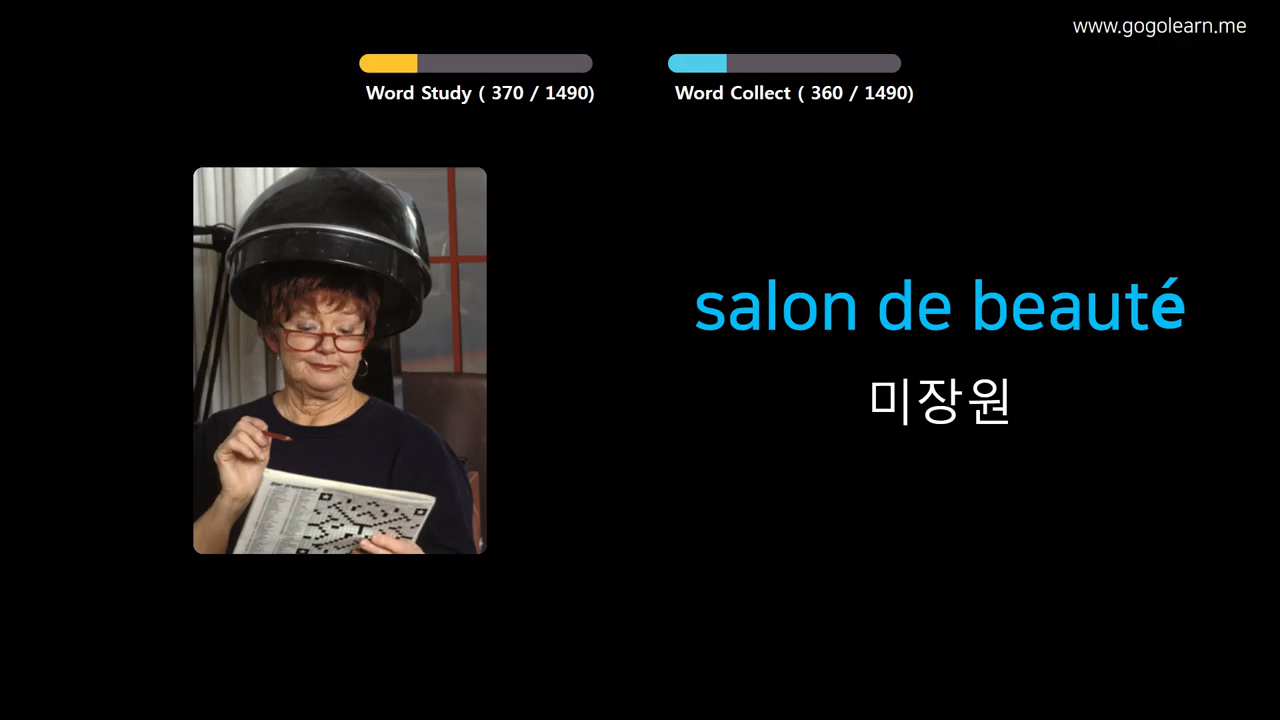 www.gogolearn.me
Word Study ( 370 / 1490)
Word Collect ( 360 / 1490)
salon de beauté
미장원